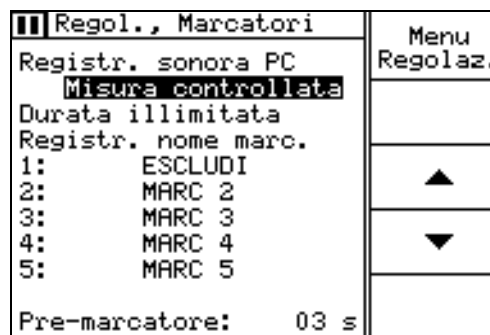 Regol., Marcatori
Menu
Regolaz.
Registr. sonora PC
Misura controllata
Durata illimitata
Registr. nome marc.
1: ESCLUDI
2: MARC 2
3: MARC 3
4: MARC 4
5: MARC 5
Pre-marcatore: 03 s